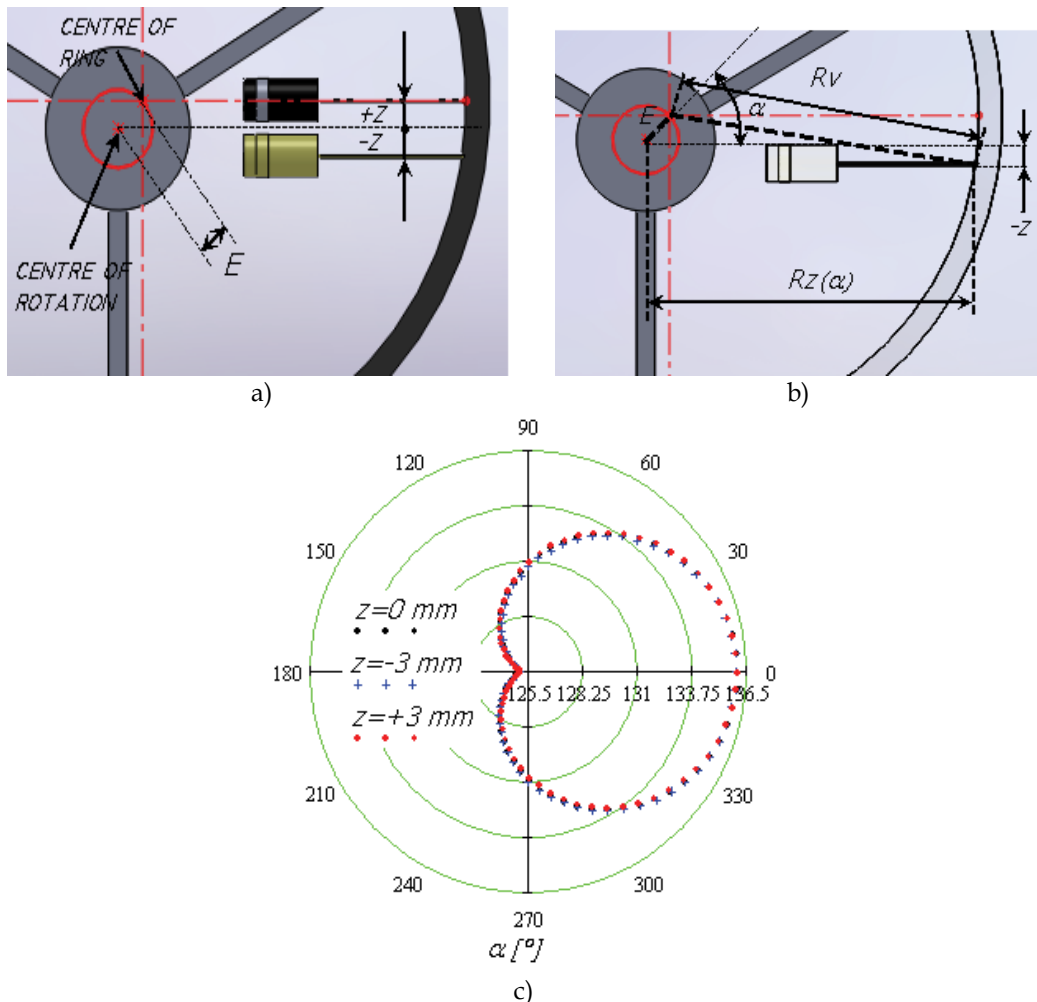 CENTRE OF
RING
+Z
-Z
E
CENTRE OF
ROTATION
a)
Rv
α
E
-z
Rz(α)
b)
90
120
60
150
30
z=0 mm
z=-3 mm
z=+3 mm
180
125.5 128.25 131 133.75 136.5
0
210
330
240
300
270
α [°]
c)